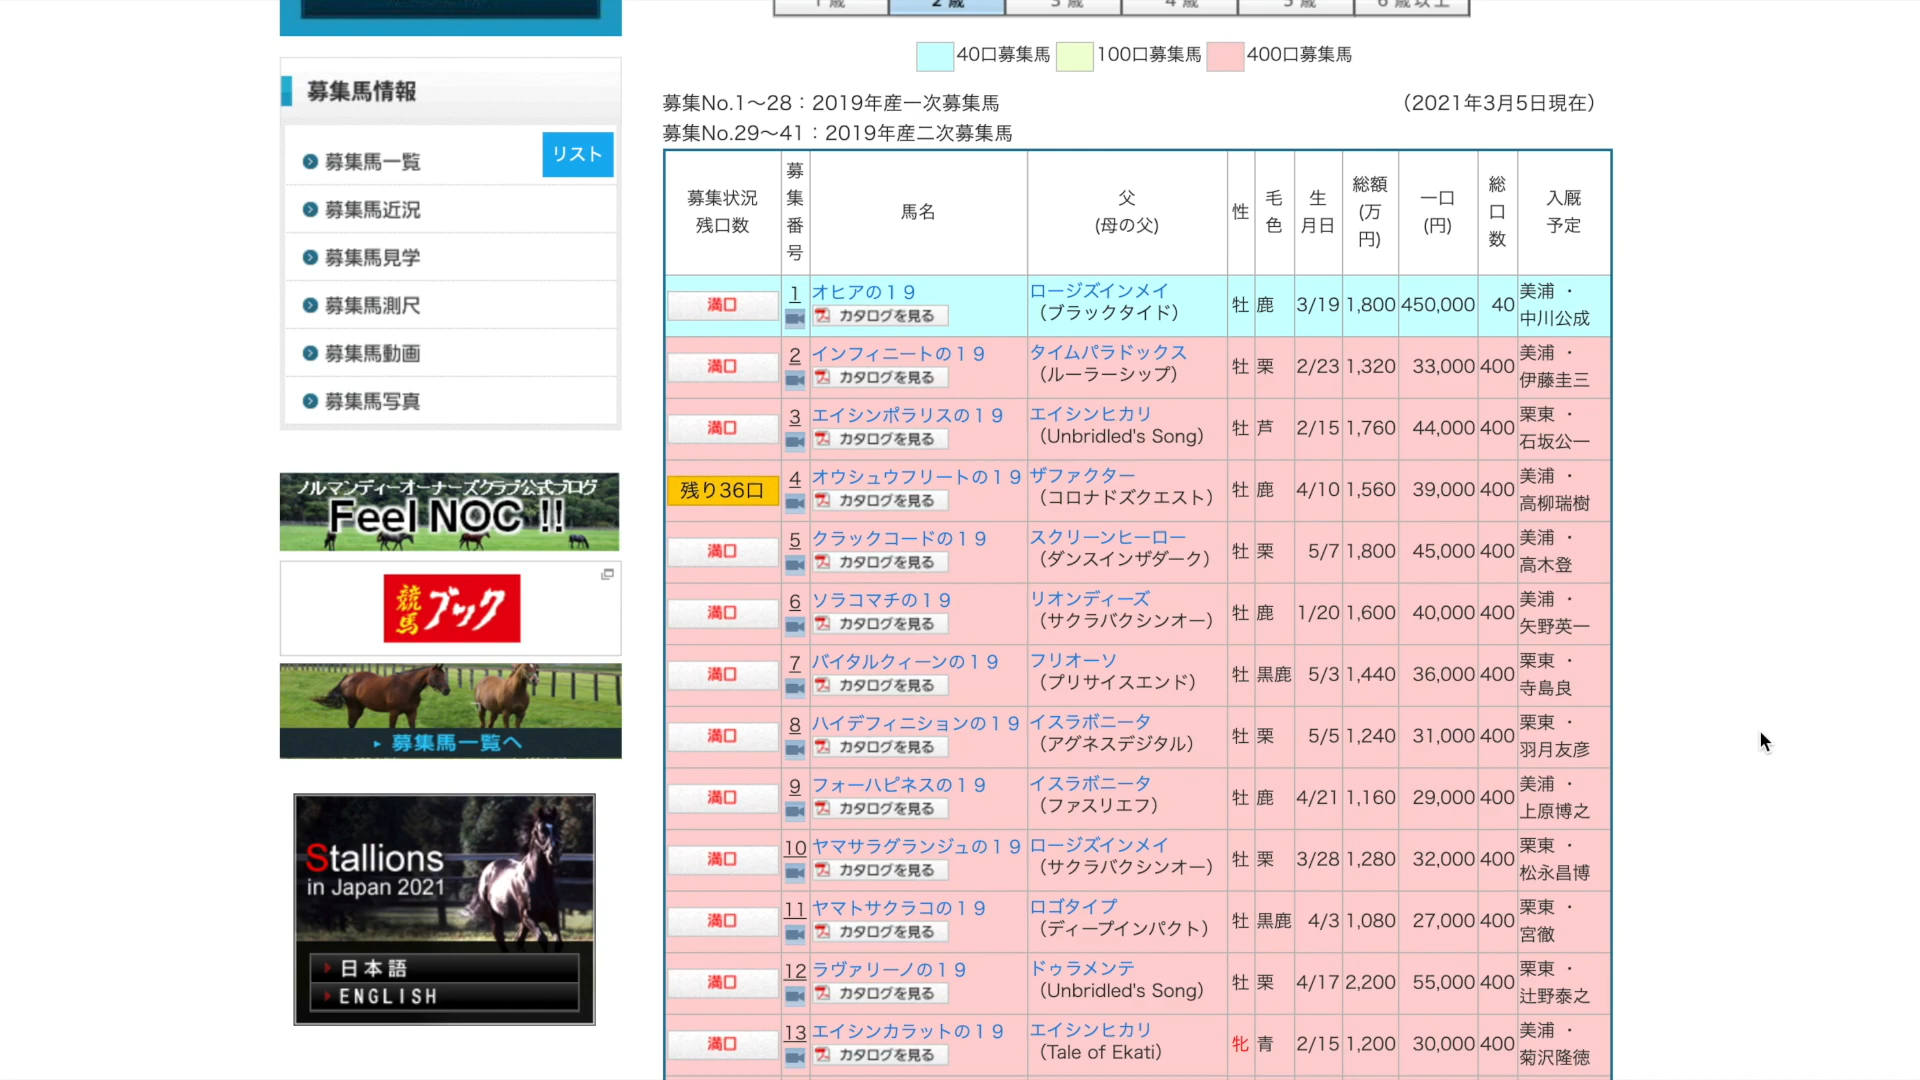 1歳 2歳 3歳 4歳 5歳 6歳以上
40口募集馬 100口募集馬 400口募集馬
募集No.1～28：2019年産一次募集馬 （2021年3月5日現在）
募集No.29～41：2019年産二次募集馬
募集馬情報
募集馬一覧 リスト
募集馬近況
募集馬見学
募集馬測尺
募集馬動画
募集馬写真
ノルマンディーオーナーズクラブ公式ブログ
Feel NOC !!
競馬ブック
募集馬一覧へ
Stallions
in Japan 2021
日本語
ENGLISH
募集状況 残口数 募集番号 馬名 父 (母の父) 性 毛色 生月日 総額(万円) 一口(円) 総口数 入厩予定
満口 1 オヒアの１９ ロージズインメイ 牡 鹿 3/19 1,800 450,000 40 美浦 ・
カタログを見る （ブラックタイド） 中川公成
満口 2 インフィニートの１９ タイムパラドックス 牡 栗 2/23 1,320 33,000 400 美浦 ・
カタログを見る （ルーラーシップ） 伊藤圭三
満口 3 エイシンポラリスの１９ エイシンヒカリ 牡 芦 2/15 1,760 44,000 400 栗東 ・
カタログを見る （Unbridled's Song） 石坂公一
残り36口 4 オウシュウフリートの１９ ザファクター 牡 鹿 4/10 1,560 39,000 400 美浦 ・
カタログを見る （コロナドズクエスト） 高柳瑞樹
満口 5 クラックコードの１９ スクリーンヒーロー 牡 栗 5/7 1,800 45,000 400 美浦 ・
カタログを見る （ダンスインザダーク） 高木登
満口 6 ソラコマチの１９ リオンディーズ 牡 鹿 1/20 1,600 40,000 400 美浦 ・
カタログを見る （サクラバクシンオー） 矢野英一
満口 7 バイタルクィーンの１９ フリオーソ 牡 黒鹿 5/3 1,440 36,000 400 栗東 ・
カタログを見る （プリサイスエンド） 寺島良
満口 8 ハイデフィニションの１９ イスラボニータ 牡 栗 5/5 1,240 31,000 400 栗東 ・
カタログを見る （アグネスデジタル） 羽月友彦
満口 9 フォーハピネスの１９ イスラボニータ 牡 鹿 4/21 1,160 29,000 400 美浦 ・
カタログを見る （ファスリエフ） 上原博之
満口 10 ヤマサラグランジュの１９ ロージズインメイ 牡 栗 3/28 1,280 32,000 400 栗東 ・
カタログを見る （サクラバクシンオー） 松永昌博
満口 11 ヤマトサクラコの１９ ロゴタイプ 牡 黒鹿 4/3 1,080 27,000 400 栗東 ・
カタログを見る （ディープインパクト） 宮徹
満口 12 ラヴァリーノの１９ ドゥラメンテ 牡 栗 4/17 2,200 55,000 400 栗東 ・
カタログを見る （Unbridled's Song） 辻野泰之
満口 13 エイシンカラットの１９ エイシンヒカリ 牝 青 2/15 1,200 30,000 400 美浦 ・
カタログを見る （Tale of Ekati） 菊沢隆徳